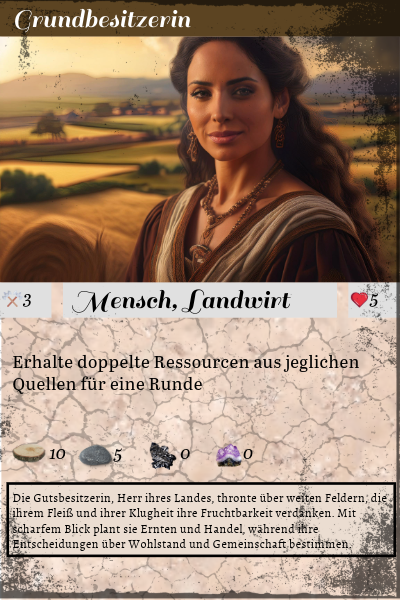 Grundbesitzerin
3
Mensch, Landwirt
5
Erhalte doppelte Ressourcen aus jeglichen
Quellen für eine Runde
10 5 0 0
Die Gutsbesitzerin, Herr ihres Landes, thronte über weiten Feldern, die
ihrem Fleiß und ihrer Klugheit ihre Fruchtbarkeit verdanken. Mit
scharfem Blick plant sie Ernten und Handel, während ihre
Entscheidungen über Wohlstand und Gemeinschaft bestimmen.